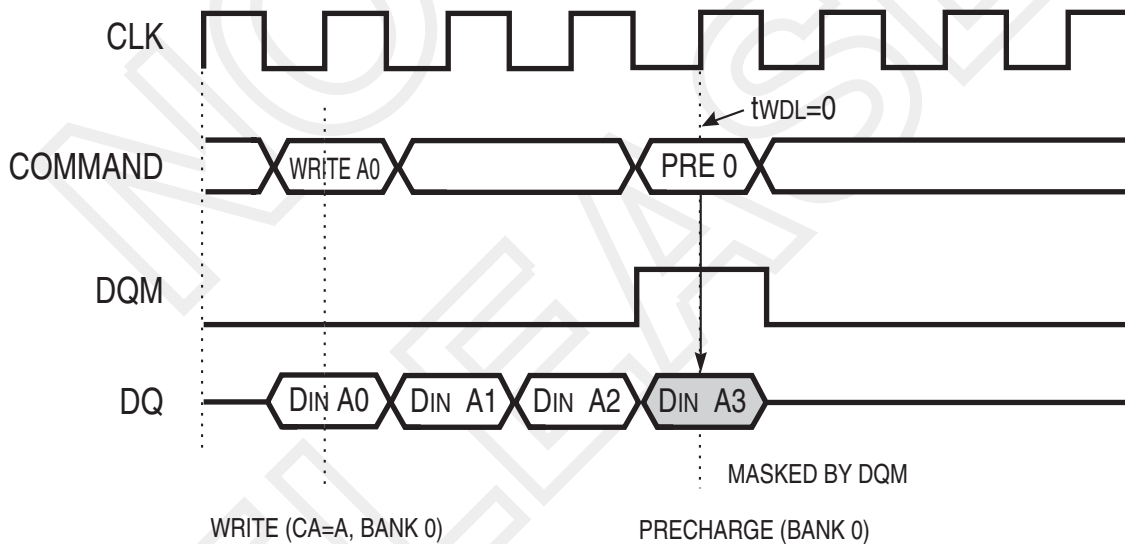 CLK
tWDL=0
COMMAND WRITE A0 PRE 0
DQM
DQ DIN A0 DIN A1 DIN A2 DIN A3
MASKED BY DQM
WRITE (CA=A, BANK 0) PRECHARGE (BANK 0)